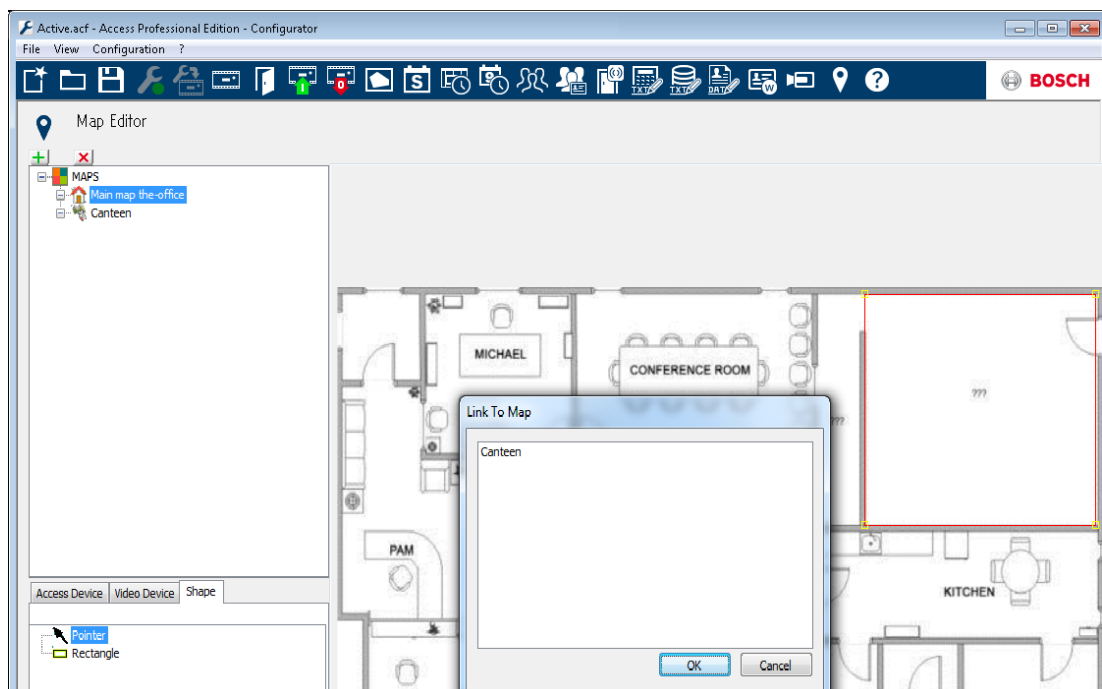 Active.acf - Access Professional Edition - Configurator
File View Configuration ?
BOSCH
Map Editor
MAPS
Main map the-office
Canteen
MICHAEL
CONFERENCE ROOM
???
???
Link To Map
Canteen
PAM
KITCHEN
Access Device Video Device Shape
Pointer
Rectangle
OK Cancel